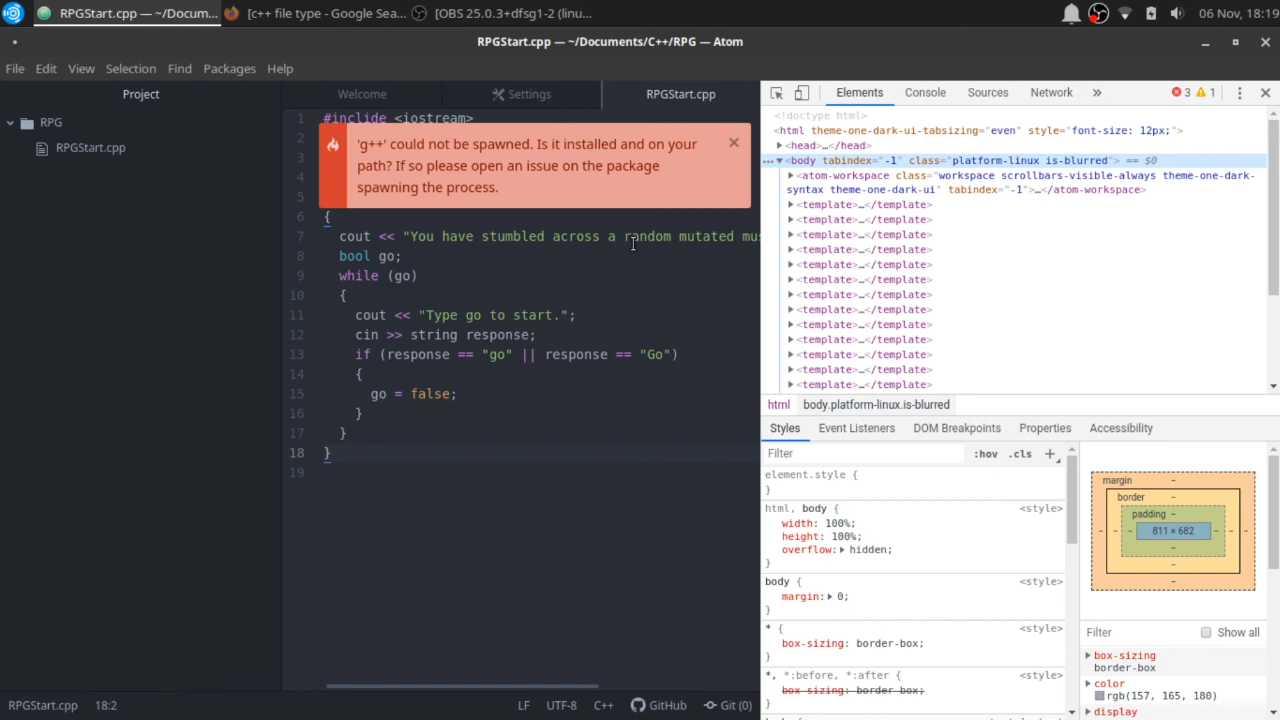 RPGStart.cpp — ~/Docum...
[c++ file type - Google Sea...
[OBS 25.0.3+dfsg1-2 (linu...
06 Nov, 18:19
RPGStart.cpp — ~/Documents/C++/RPG — Atom
File Edit View Selection Find Packages Help
Project
RPG
RPGStart.cpp
Welcome
Settings
RPGStart.cpp
1 #include <iostream>
2
3
4
5
'g++' could not be spawned. Is it installed and on your
path? If so please open an issue on the package
spawning the process.
6 {
7 cout << "You have stumbled across a random mutated mus
8 bool go;
9 while (go)
10 {
11 cout << "Type go to start.";
12 cin >> string response;
13 if (response == "go" || response == "Go")
14 {
15 go = false;
16 }
17 }
18 }
19
Elements Console Sources Network » 3 1
<!doctype html>
<html theme-one-dark-ui-tabsizing="even" style="font-size: 12px;">
<head>…</head>
… <body tabindex="-1" class="platform-linux is-blurred"> == $0
<atom-workspace class="workspace scrollbars-visible-always theme-one-dark-
syntax theme-one-dark-ui" tabindex="-1">…</atom-workspace>
<template>…</template>
<template>…</template>
<template>…</template>
<template>…</template>
<template>…</template>
<template>…</template>
<template>…</template>
<template>…</template>
<template>…</template>
<template>…</template>
<template>…</template>
<template>…</template>
<template>…</template>
html body.platform-linux.is-blurred
Styles Event Listeners DOM Breakpoints Properties Accessibility
Filter :hov .cls +
element.style {
}
html, body { <style>
width: 100%;
height: 100%;
overflow: hidden;
}
body { <style>
margin: 0;
}
* { <style>
box-sizing: border-box;
}
*, *:before, *:after { <style>
box-sizing: border-box;
margin –
border –
padding –
– – – 811 × 682 – – –
–
–
–
Filter Show all
box-sizing
border-box
color
rgb(157, 165, 180)
display
RPGStart.cpp 18:2 LF UTF-8 C++ GitHub Git (0)